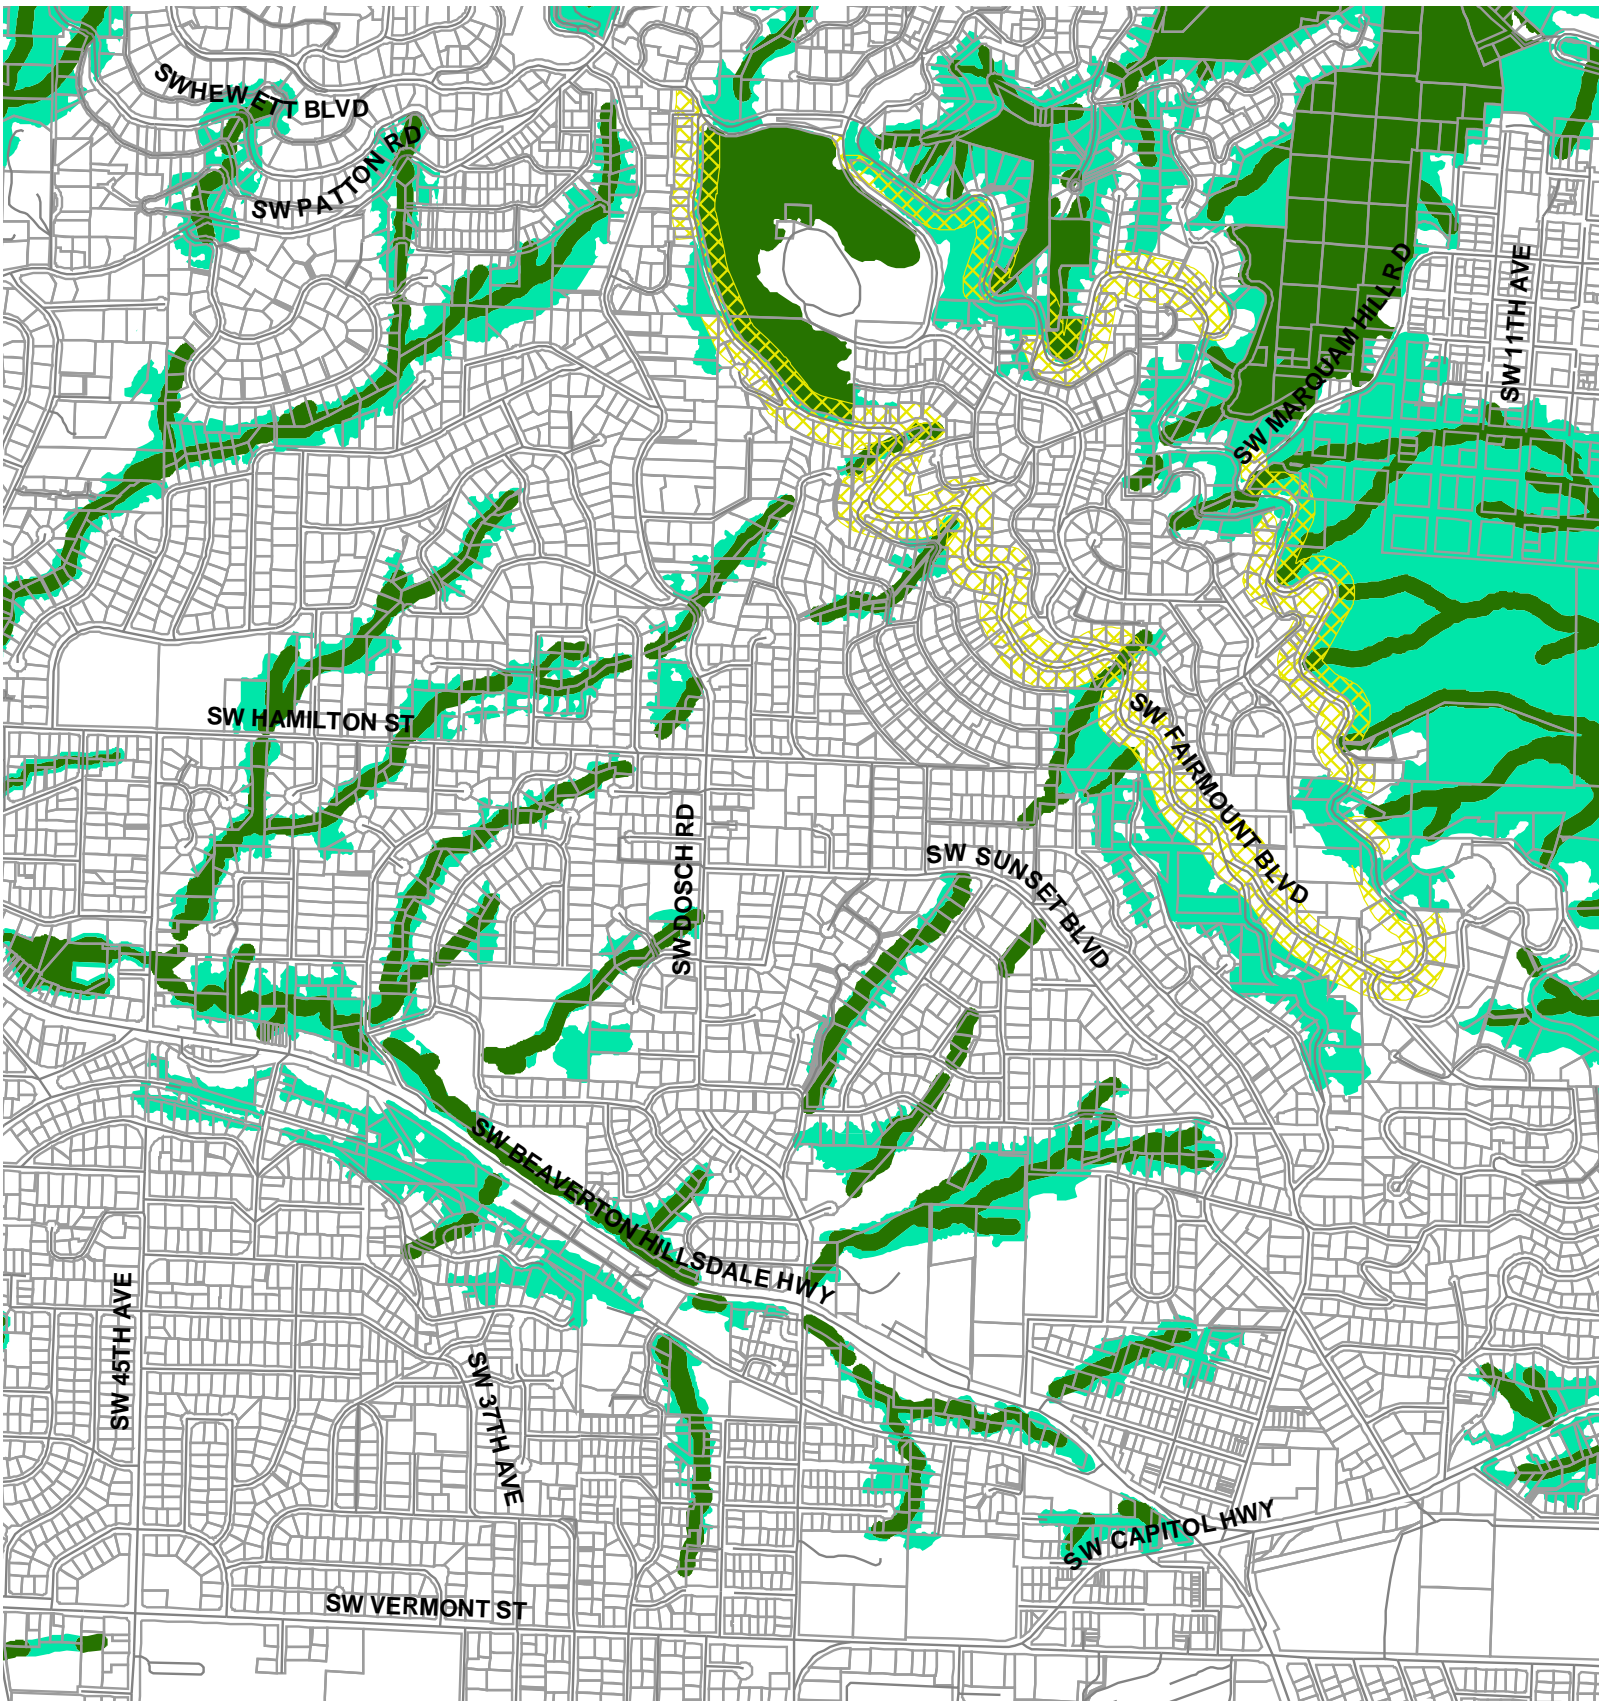 SW HEWETT BLVD
SW PATTON RD
SW MARQUAM HILL RD
SW 11TH AVE
SW HAMILTON ST
SW FAIRMOUNT BLVD
SW DOSCH RD
SW SUNSET BLVD
SW BEAVERTON HILLSDALE HWY
SW 45TH AVE
SW 37TH AVE
SW CAPITOL HWY
SW VERMONT ST